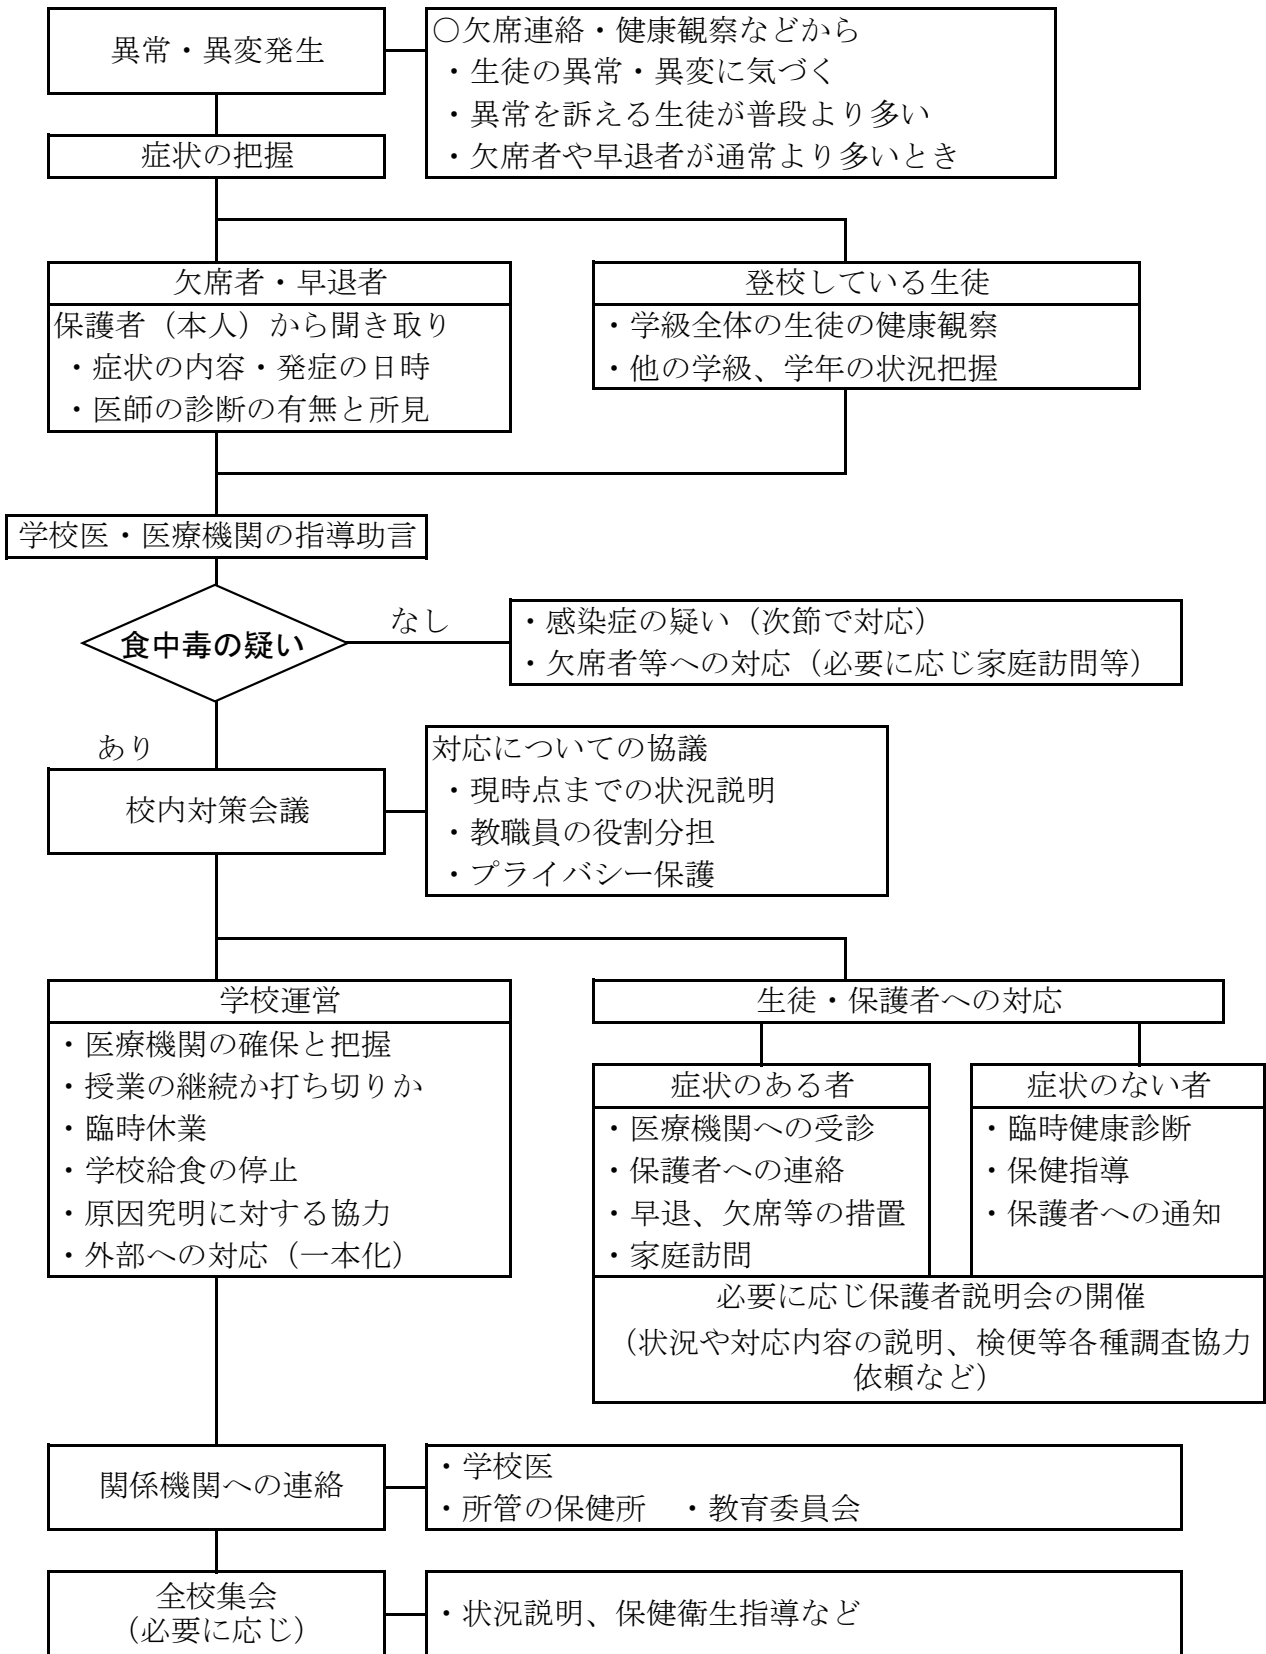 異常・異変発生
○欠席連絡・健康観察などから
・生徒の異常・異変に気づく
・異常を訴える生徒が普段より多い
・欠席者や早退者が通常より多いとき
症状の把握
欠席者・早退者
保護者（本人）から聞き取り
・症状の内容・発症の日時
・医師の診断の有無と所見
登校している生徒
・学級全体の生徒の健康観察
・他の学級、学年の状況把握
学校医・医療機関の指導助言
食中毒の疑い
なし
・感染症の疑い（次節で対応）
・欠席者等への対応（必要に応じ家庭訪問等）
あり
校内対策会議
対応についての協議
・現時点までの状況説明
・教職員の役割分担
・プライバシー保護
学校運営
・医療機関の確保と把握
・授業の継続か打ち切りか
・臨時休業
・学校給食の停止
・原因究明に対する協力
・外部への対応（一本化）
生徒・保護者への対応
症状のある者
・医療機関への受診
・保護者への連絡
・早退、欠席等の措置
・家庭訪問
症状のない者
・臨時健康診断
・保健指導
・保護者への通知
必要に応じ保護者説明会の開催
（状況や対応内容の説明、検便等各種調査協力
依頼など）
関係機関への連絡
・学校医
・所管の保健所　・教育委員会
全校集会
（必要に応じ）
・状況説明、保健衛生指導など